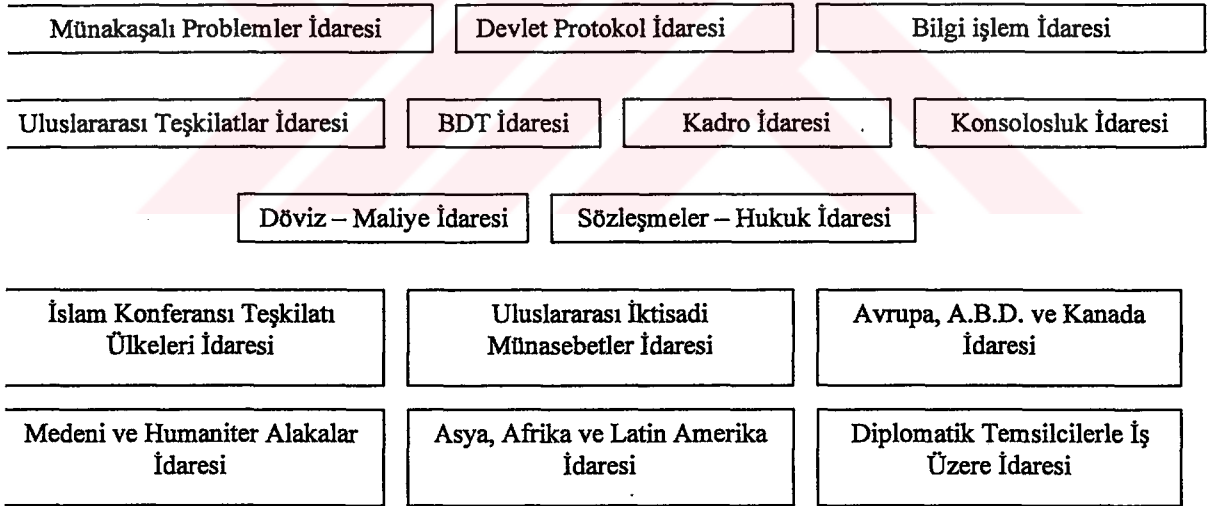 Münakaşalı Problemler İdaresi
Devlet Protokol İdaresi
Bilgi işlem İdaresi
Uluslararası Teşkilatlar İdaresi
BDT İdaresi
Kadro İdaresi
Konsolosluk İdaresi
Döviz – Maliye İdaresi
Sözleşmeler – Hukuk İdaresi
İslam Konferansı Teşkilatı
Ülkeleri İdaresi
Uluslararası İktisadi
Münasebetler İdaresi
Avrupa, A.B.D. ve Kanada
İdaresi
Medeni ve Humaniter Alakalar
İdaresi
Asya, Afrika ve Latin Amerika
İdaresi
Diplomatik Temsilcilerle İş
Üzere İdaresi